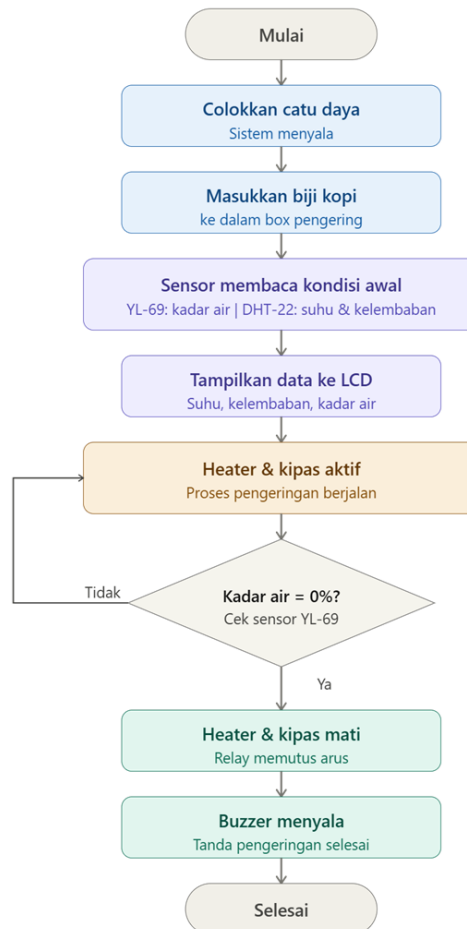 Mulai
Colokkan catu daya
Sistem menyala
Masukkan biji kopi
ke dalam box pengering
Sensor membaca kondisi awal
YL-69: kadar air | DHT-22: suhu & kelembaban
Tampilkan data ke LCD
Suhu, kelembaban, kadar air
Heater & kipas aktif
Proses pengeringan berjalan
Tidak
Kadar air = 0%?
Cek sensor YL-69
Ya
Heater & kipas mati
Relay memutus arus
Buzzer menyala
Tanda pengeringan selesai
Selesai